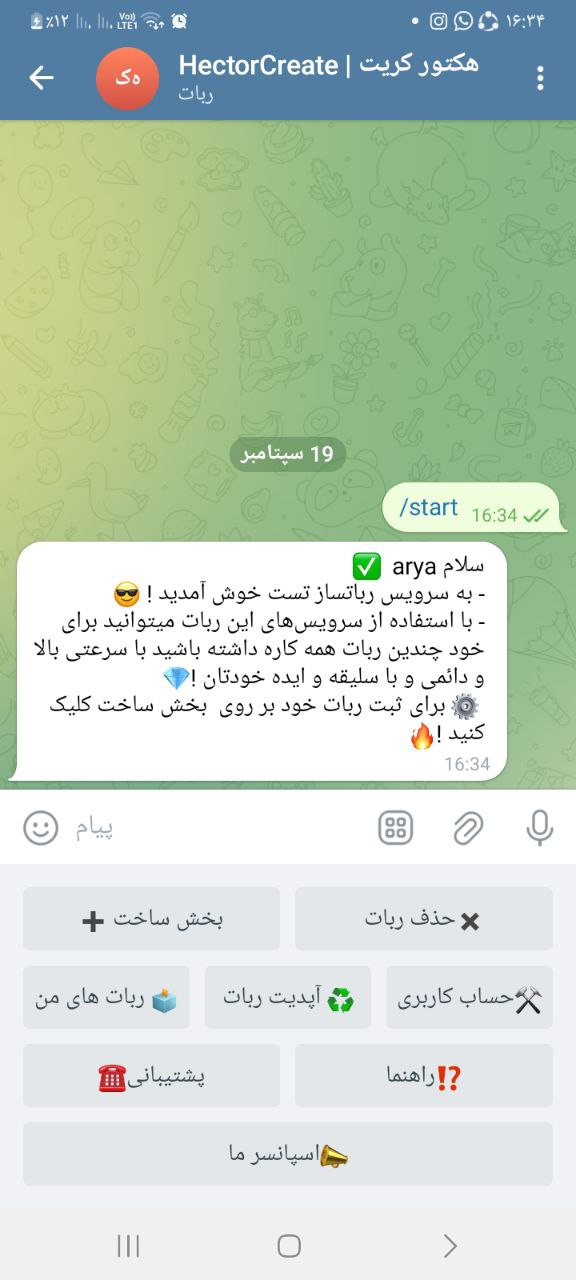 ٪۱۲ Vo)) LTE1 ۱۶:۳۴
هکتور کریت | HectorCreate
ه‌ک
ربات
19 سپتامبر
/start 16:34
سلام arya ✅
- به سرویس رباتساز تست خوش آمدید ! 😎
- با استفاده از سرویس‌های این ربات میتوانید برای
خود چندین ربات همه کاره داشته باشید با سرعتی بالا
و دائمی و با سلیقه و ایده خودتان !💎
⚙️ برای ثبت ربات خود بر روی بخش ساخت کلیک
کنید !🔥
16:34
پیام
✖️ حذف ربات
بخش ساخت ➕
⚒حساب کاربری
♻️ آپدیت ربات
🗳 ربات های من
⁉️راهنما
پشتیبانی☎️
📣اسپانسر ما